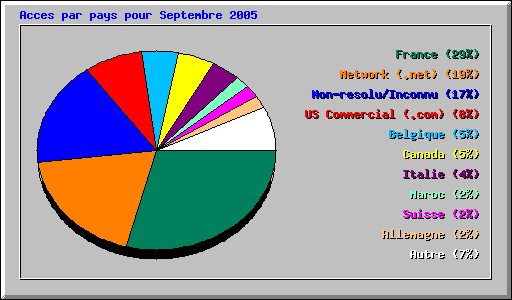 Acces par pays pour Septembre 2005
France (29%)
Network (.net) (19%)
Non-resolu/Inconnu (17%)
US Commercial (.com) (8%)
Belgique (5%)
Canada (5%)
Italie (4%)
Maroc (2%)
Suisse (2%)
Allemagne (2%)
Autre (7%)